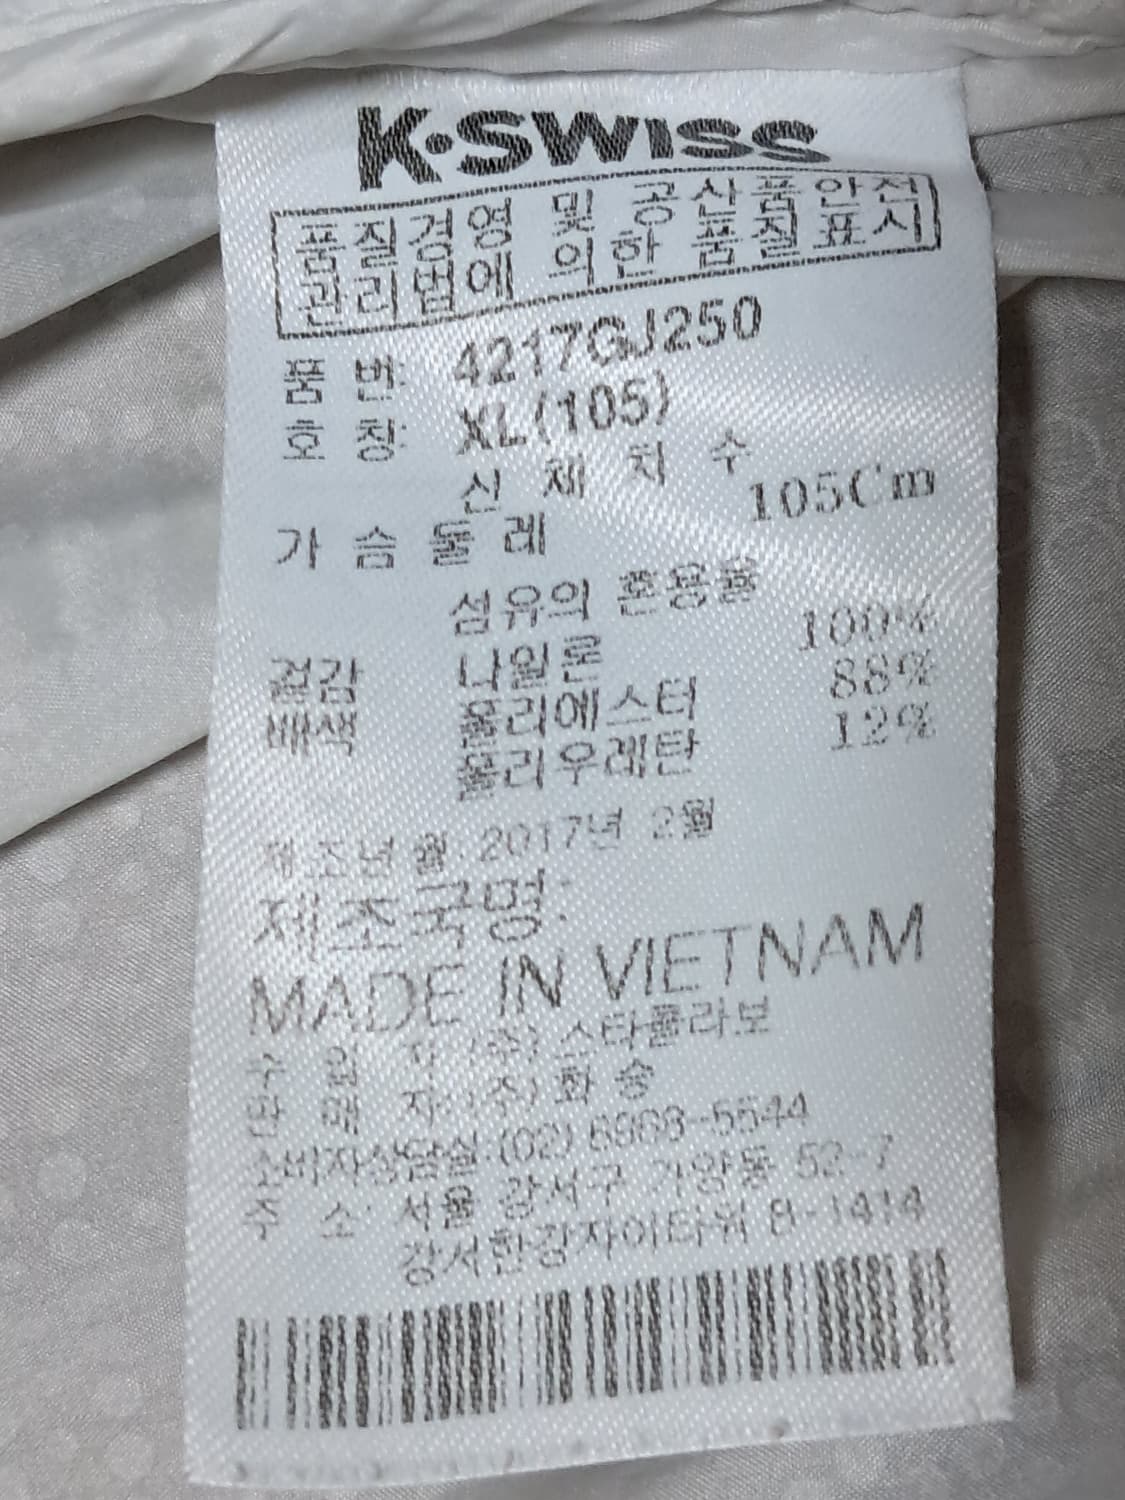 K·SWISS
품질경영 및 공산품안전
관리법에 의한 품질표시
품 번: 4217GJ250
호 칭: XL(105)
신 체 치 수
가 슴 둘 레 105Cm
섬유의 혼용율
겉감 나일론 100%
배색 폴리에스터 88%
폴리우레탄 12%
제조년월: 2017년 2월
제조국명:
MADE IN VIETNAM
수 입 자: (주) 스타콜라보
판 매 자: (주) 화 승
소비자상담실: (02) 6968-5544
주 소: 서울 강서구 가양동 52-7
강서한강자이타워 B-1414